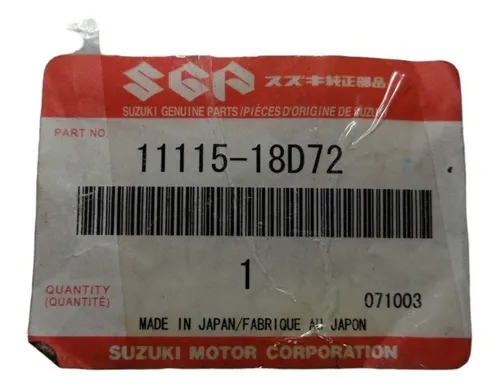 SGP スズキ純正部品
SUZUKI GENUINE PARTS/PIÈCES D'ORIGINE DE SUZUKI
PART NO.
11115-18D72
1
QUANTITY
(QUANTITÉ)
071003
MADE IN JAPAN/FABRIQUE AU JAPON
SUZUKI MOTOR CORPORATION